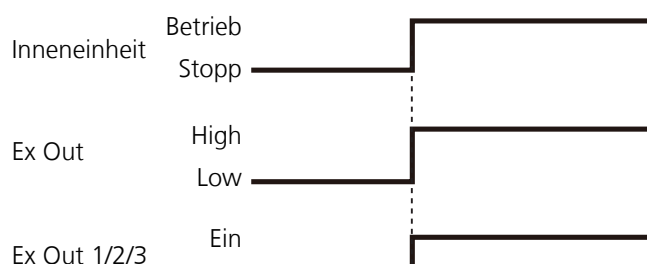 Betrieb
Inneneinheit
Stopp
High
Ex Out
Low
Ein
Ex Out 1/2/3